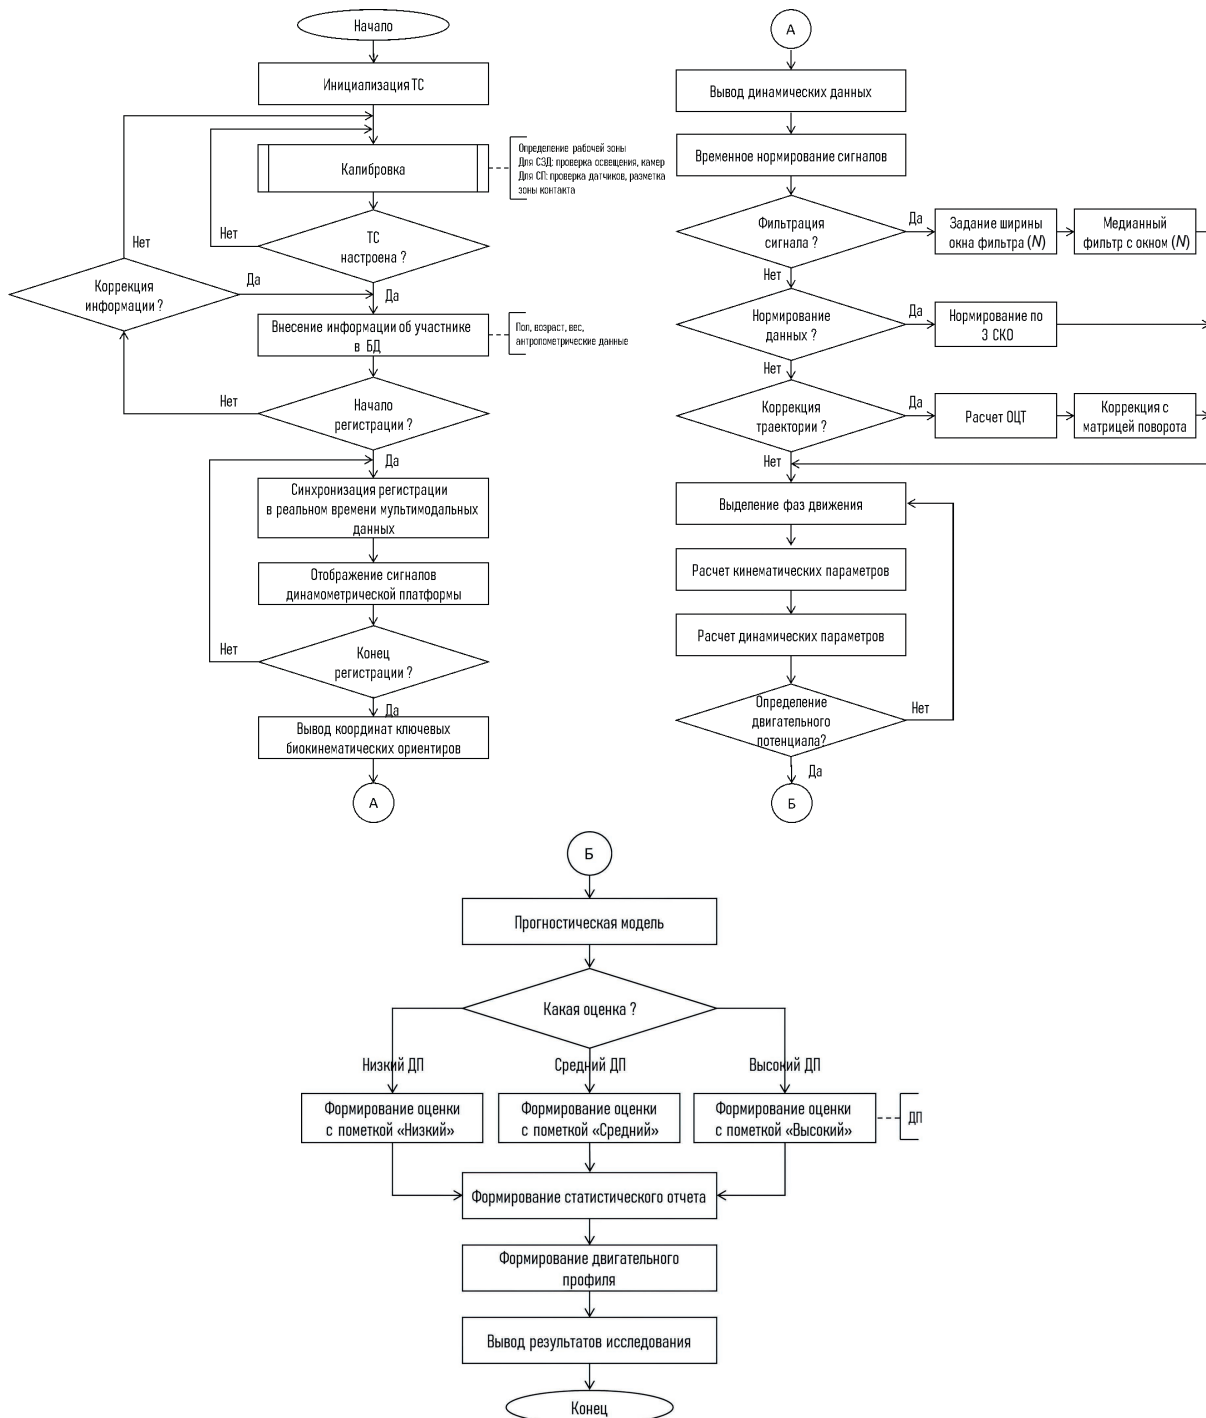 Начало
Инициализация ТС
Калибровка
Определение рабочей зоны
Для СЗД: проверка освещения, камер
Для СП: проверка датчиков, разметка
зоны контакта
ТС
настроена ?
Нет
Да
Нет
Коррекция
информации ?
Да
Внесение информации об участнике
в БД
Пол, возраст, вес,
антропометрические данные
Начало
регистрации ?
Нет
Да
Синхронизация регистрации
в реальном времени мультимодальных
данных
Отображение сигналов
динамометрической платформы
Конец
регистрации ?
Нет
Да
Вывод координат ключевых
биокинематических ориентиров
А
А
Вывод динамических данных
Временное нормирование сигналов
Фильтрация
сигнала ?
Да
Задание ширины
окна фильтра (N)
Медианный
фильтр с окном (N)
Нет
Нормирование
данных ?
Да
Нормирование по
3 СКО
Нет
Коррекция
траектории ?
Да
Расчет ОЦТ
Коррекция с
матрицей поворота
Нет
Выделение фаз движения
Расчет кинематических параметров
Расчет динамических параметров
Определение
двигательного
потенциала?
Нет
Да
Б
Б
Прогностическая модель
Какая оценка ?
Низкий ДП
Средний ДП
Высокий ДП
Формирование оценки
с пометкой «Низкий»
Формирование оценки
с пометкой «Средний»
Формирование оценки
с пометкой «Высокий»
ДП
Формирование статистического отчета
Формирование двигательного
профиля
Вывод результатов исследования
Конец